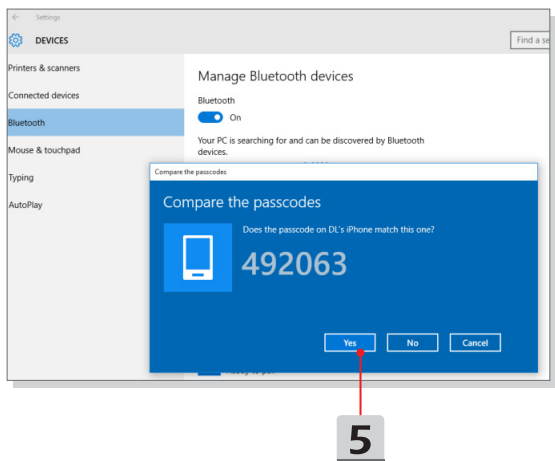 Settings
DEVICES
Find a se
Printers & scanners
Connected devices
Bluetooth
Mouse & touchpad
Typing
AutoPlay
Manage Bluetooth devices
Bluetooth
On
Your PC is searching for and can be discovered by Bluetooth
devices.
Compare the passcodes
Compare the passcodes
Does the passcode on DL's iPhone match this one?
492063
Yes No Cancel
5